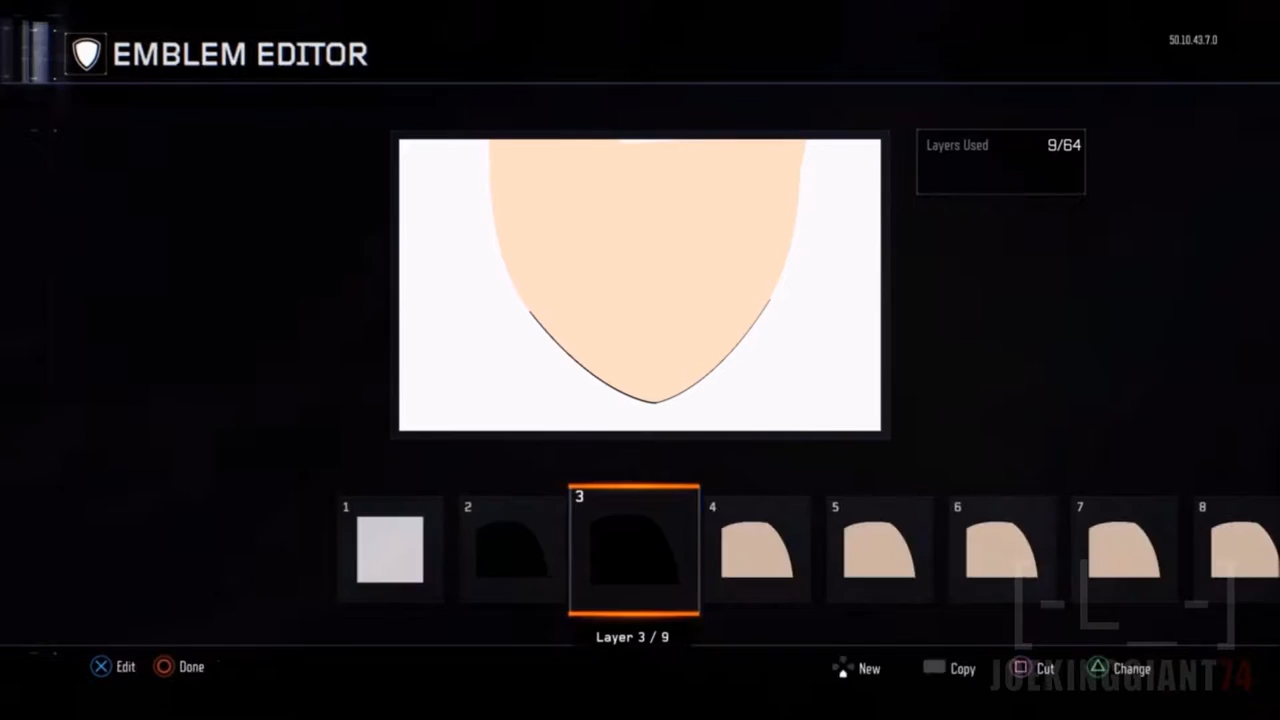 EMBLEM EDITOR
50.10.43.7.0
Layers Used 9/64
1 2 3 4 5 6 7 8
Layer 3 / 9
Edit Done New Copy Cut Change
JOEKINGGIANT74